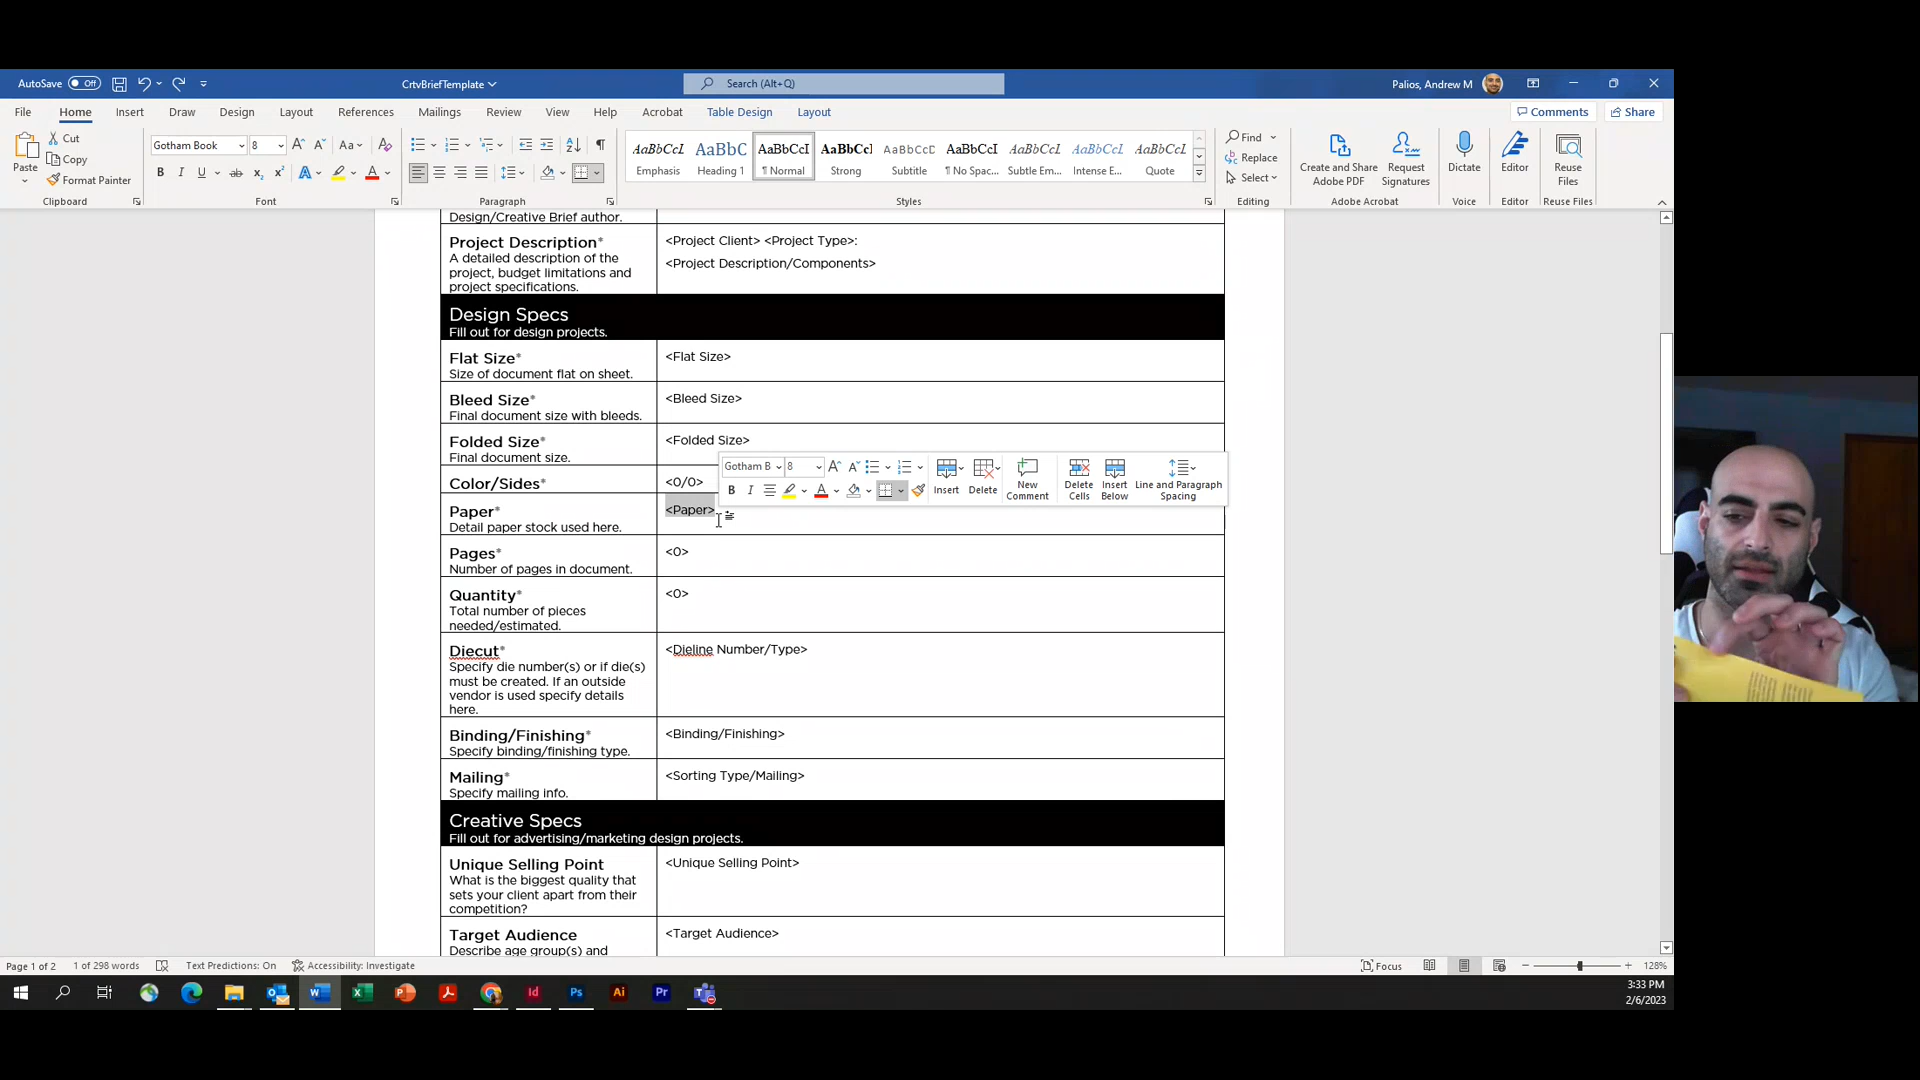 AutoSave Off
CrtvBriefTemplate
Search (Alt+Q)
Palios, Andrew M
File Home Insert Draw Design Layout References Mailings Review View Help Acrobat Table Design Layout
Comments Share
Paste
Cut
Copy
Format Painter
Clipboard
Gotham Book 8
Font
Paragraph
AaBbCcL AaBbC AaBbCcI AaBbCcI AaBbCcD AaBbCcI AaBbCcL AaBbCcL AaBbCcL
Emphasis Heading 1 ¶ Normal Strong Subtitle ¶ No Spac... Subtle Em... Intense E... Quote
Styles
Find
Replace
Select
Editing
Create and Share
Adobe PDF
Request
Signatures
Adobe Acrobat
Dictate
Voice
Editor
Editor
Reuse
Files
Reuse Files
Design/Creative Brief author.
Project Description*
A detailed description of the
project, budget limitations and
project specifications.
<Project Client> <Project Type>:
<Project Description/Components>
Design Specs
Fill out for design projects.
Flat Size*
Size of document flat on sheet.
<Flat Size>
Bleed Size*
Final document size with bleeds.
<Bleed Size>
Folded Size*
Final document size.
<Folded Size>
Color/Sides*
<0/0>
Gotham B 8
Insert
Delete
New
Comment
Delete
Cells
Insert
Below
Line and Paragraph
Spacing
Paper*
Detail paper stock used here.
<Paper>
Pages*
Number of pages in document.
<0>
Quantity*
Total number of pieces
needed/estimated.
<0>
Diecut*
Specify die number(s) or if die(s)
must be created. If an outside
vendor is used specify details
here.
<Dieline Number/Type>
Binding/Finishing*
Specify binding/finishing type.
<Binding/Finishing>
Mailing*
Specify mailing info.
<Sorting Type/Mailing>
Creative Specs
Fill out for advertising/marketing design projects.
Unique Selling Point
What is the biggest quality that
sets your client apart from their
competition?
<Unique Selling Point>
Target Audience
Describe age group(s) and
<Target Audience>
Page 1 of 2 1 of 298 words Text Predictions: On Accessibility: Investigate
Focus 128%
3:33 PM
2/6/2023